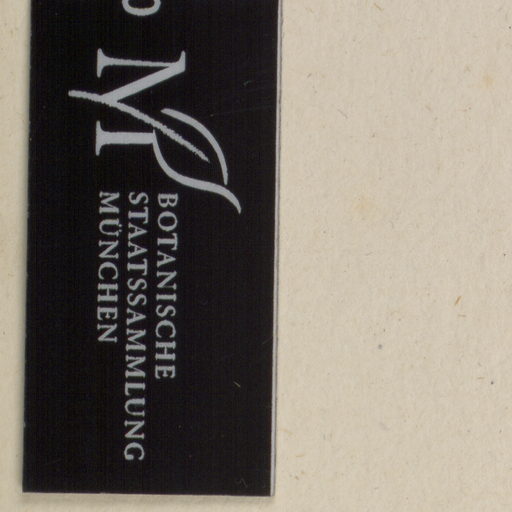 M
BOTANISCHE
STAATSSAMMLUNG
MÜNCHEN